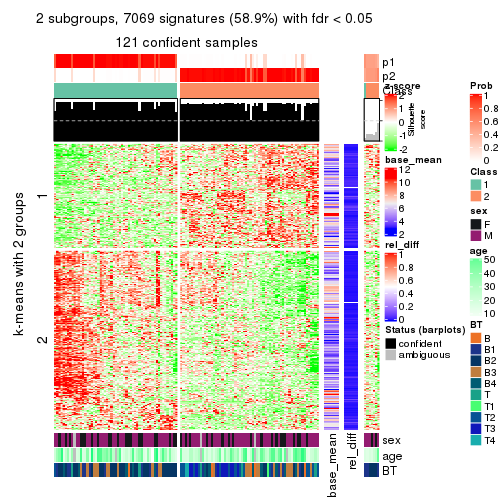 2 subgroups, 7069 signatures (58.9%) with fdr < 0.05
121 confident samples
p1
p2
Class
Silhouette
score
k-means with 2 groups
1
2
sex
age
BT
base_mean
rel_diff
z-score
2
1
0
-1
-2
base_mean
12
10
8
6
4
2
rel_diff
1
0.8
0.6
0.4
0.2
0
Status (barplots)
confident
ambiguous
Prob
1
0.8
0.6
0.4
0.2
0
Class
1
2
sex
F
M
age
50
40
30
20
10
BT
B
B1
B2
B3
B4
T
T1
T2
T3
T4